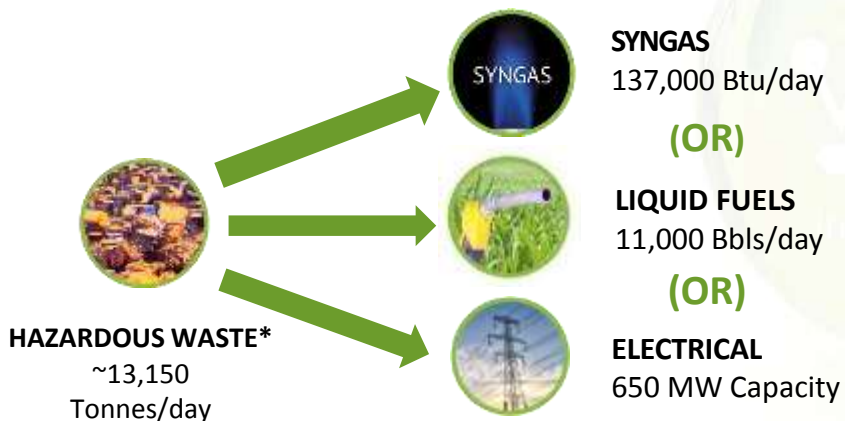 SYNGAS
SYNGAS
137,000 Btu/day
(OR)
LIQUID FUELS
11,000 Bbls/day
(OR)
HAZARDOUS WASTE*
~13,150
Tonnes/day
ELECTRICAL
650 MW Capacity